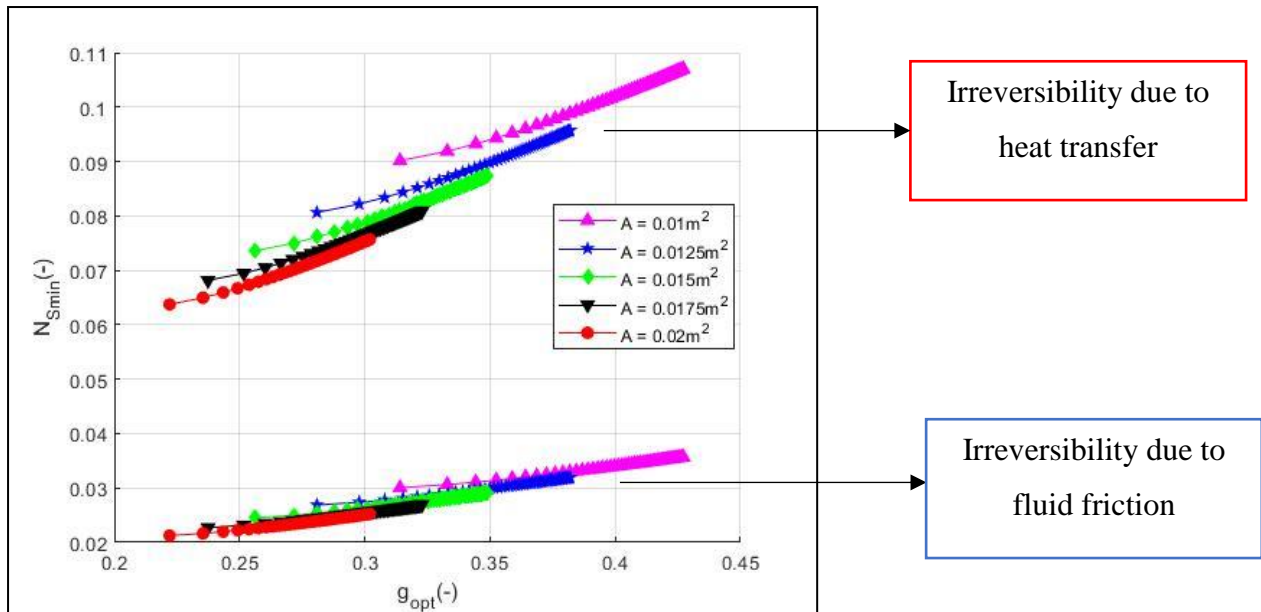 0.11
0.1
0.09
0.08
0.07
0.06
0.05
0.04
0.03
0.02
N_Smin(-)
0.2 0.25 0.3 0.35 0.4 0.45
g_opt(-)
A = 0.01m²
A = 0.0125m²
A = 0.015m²
A = 0.0175m²
A = 0.02m²
Irreversibility due to
heat transfer
Irreversibility due to
fluid friction